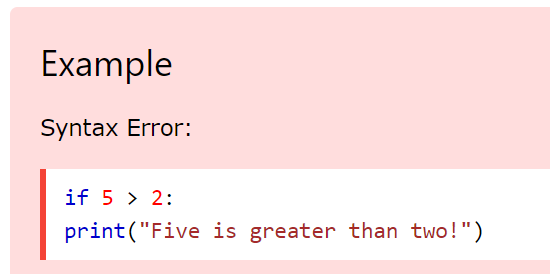 Example
Syntax Error:
if 5 > 2:
print("Five is greater than two!")